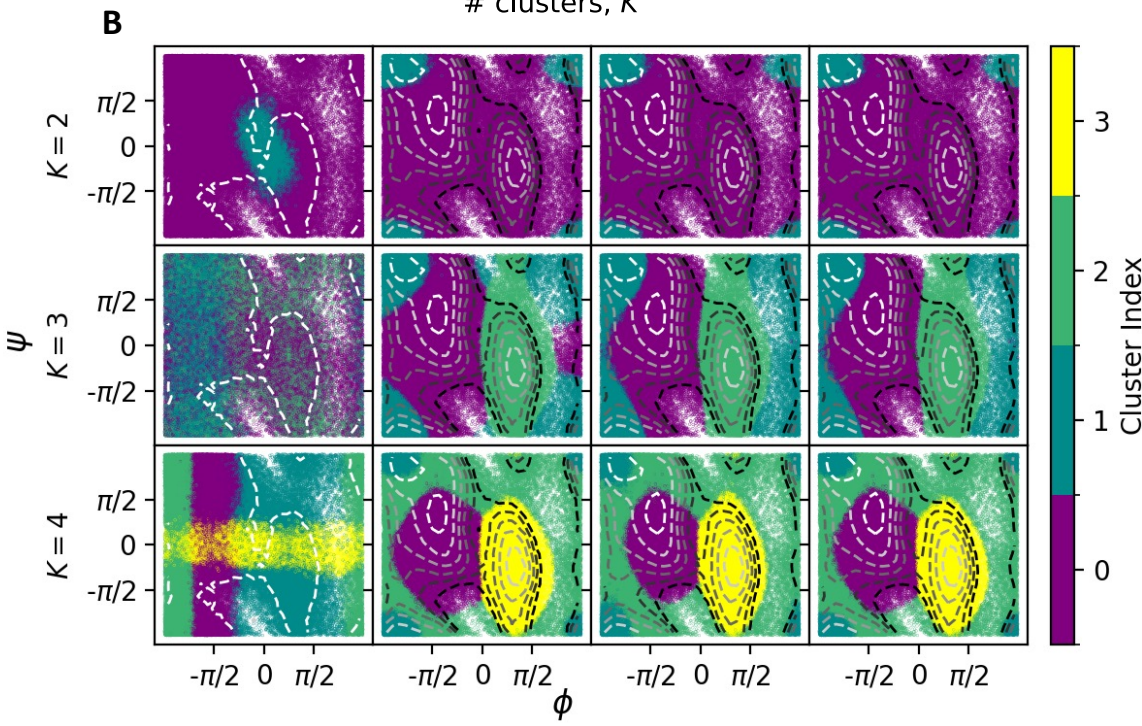 # clusters, K
B
K = 2
π/2
0
-π/2
K = 3
π/2
0
-π/2
K = 4
π/2
0
-π/2
ψ
-π/2 0 π/2
-π/2 0 π/2
-π/2 0 π/2
-π/2 0 π/2
ϕ
3
2
1
0
Cluster Index